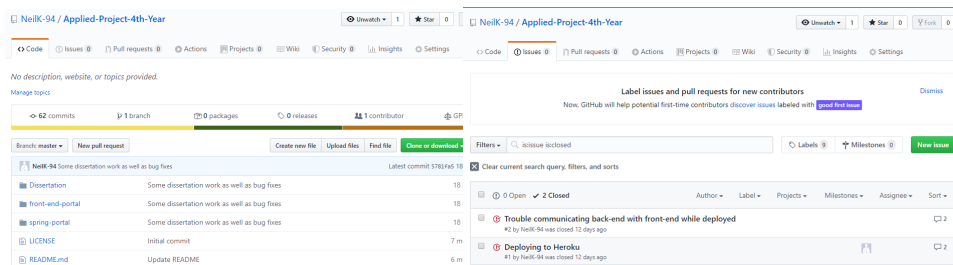 NeilK-94 / Applied-Project-4th-Year
Unwatch 1 Star 0
Code Issues 0 Pull requests 0 Actions Projects 0 Wiki Security 0 Insights Settings
No description, website, or topics provided.
Manage topics
62 commits 1 branch 0 packages 0 releases 1 contributor GP
Branch: master New pull request Create new file Upload files Find file Clone or download
NeilK-94 Some dissertation work as well as bug fixes Latest commit 5781fa5 18
Dissertation Some dissertation work as well as bug fixes 18
front-end-portal Some dissertation work as well as bug fixes 18
spring-portal Some dissertation work as well as bug fixes 18
LICENSE Initial commit 7 m
README.md Update README 6 m
NeilK-94 / Applied-Project-4th-Year
Unwatch 1 Star 0 Fork 0
Code Issues 0 Pull requests 0 Actions Projects 0 Wiki Security 0 Insights Settings
Label issues and pull requests for new contributors Dismiss
Now, GitHub will help potential first-time contributors discover issues labeled with good first issue
Filters is:issue is:closed Labels 9 Milestones 0 New issue
Clear current search query, filters, and sorts
0 Open 2 Closed Author Label Projects Milestones Assignee Sort
Trouble communicating back-end with front-end while deployed 2
#2 by NeilK-94 was closed 12 days ago
Deploying to Heroku 2
#1 by NeilK-94 was closed 12 days ago